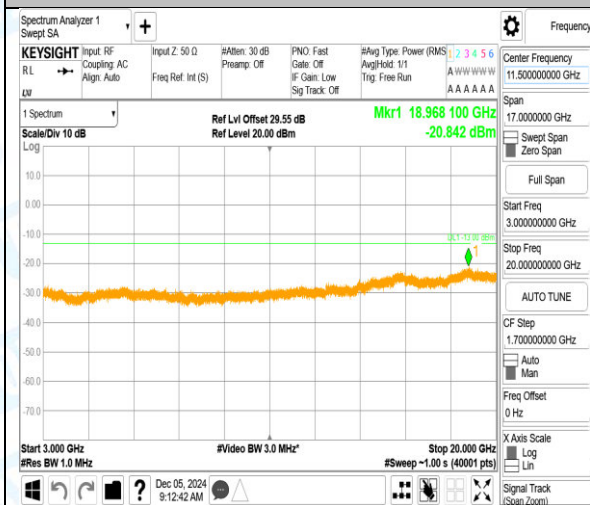 Spectrum Analyzer 1
Swept SA
+
Frequency
KEYSIGHT
RL
LXI
Input: RF
Coupling: AC
Align: Auto
Input Z: 50 Ω
Freq Ref: Int (S)
#Atten: 30 dB
Preamp: Off
PNO: Fast
Gate: Off
IF Gain: Low
Sig Track: Off
#Avg Type: Power (RMS
Avg|Hold: 1/1
Trig: Free Run
1 2 3 4 5 6
A W W W W W
A A A A A A
1 Spectrum
Scale/Div 10 dB
Log
Ref Lvl Offset 29.55 dB
Ref Level 20.00 dBm
Mkr1 18.968 100 GHz
-20.842 dBm
10.0
0.00
-10.0
-20.0
-30.0
-40.0
-50.0
-60.0
-70.0
DL1 -13.00 dBm
1
Start 3.000 GHz
#Res BW 1.0 MHz
#Video BW 3.0 MHz*
Stop 20.000 GHz
#Sweep ~1.00 s (40001 pts)
?
Dec 05, 2024
9:12:42 AM
Center Frequency
11.500000000 GHz
Span
17.0000000 GHz
Swept Span
Zero Span
Full Span
Start Freq
3.000000000 GHz
Stop Freq
20.000000000 GHz
AUTO TUNE
CF Step
1.700000000 GHz
Auto
Man
Freq Offset
0 Hz
X Axis Scale
Log
Lin
Signal Track
(Span Zoom)